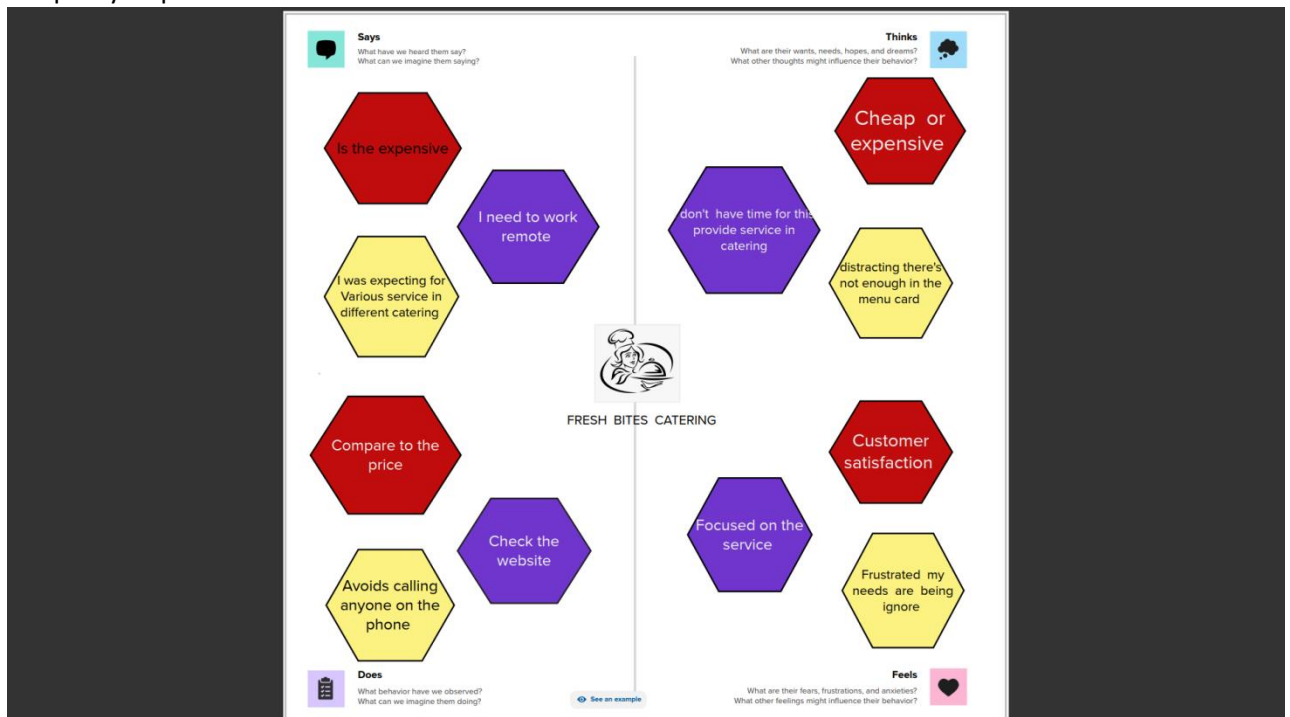 Says
What have we heard them say?
What can we imagine them saying?
Thinks
What are their wants, needs, hopes, and dreams?
What other thoughts might influence their behavior?
Is the expensive
I need to work
remote
I was expecting for
Various service in
different catering
Cheap or
expensive
don't have time for this
provide service in
catering
distracting there's
not enough in the
menu card
FRESH BITES CATERING
Compare to the
price
Check the
website
Avoids calling
anyone on the
phone
Customer
satisfaction
Focused on the
service
Frustrated my
needs are being
ignore
Does
What behavior have we observed?
What can we imagine them doing?
See an example
Feels
What are their fears, frustrations, and anxieties?
What other feelings might influence their behavior?